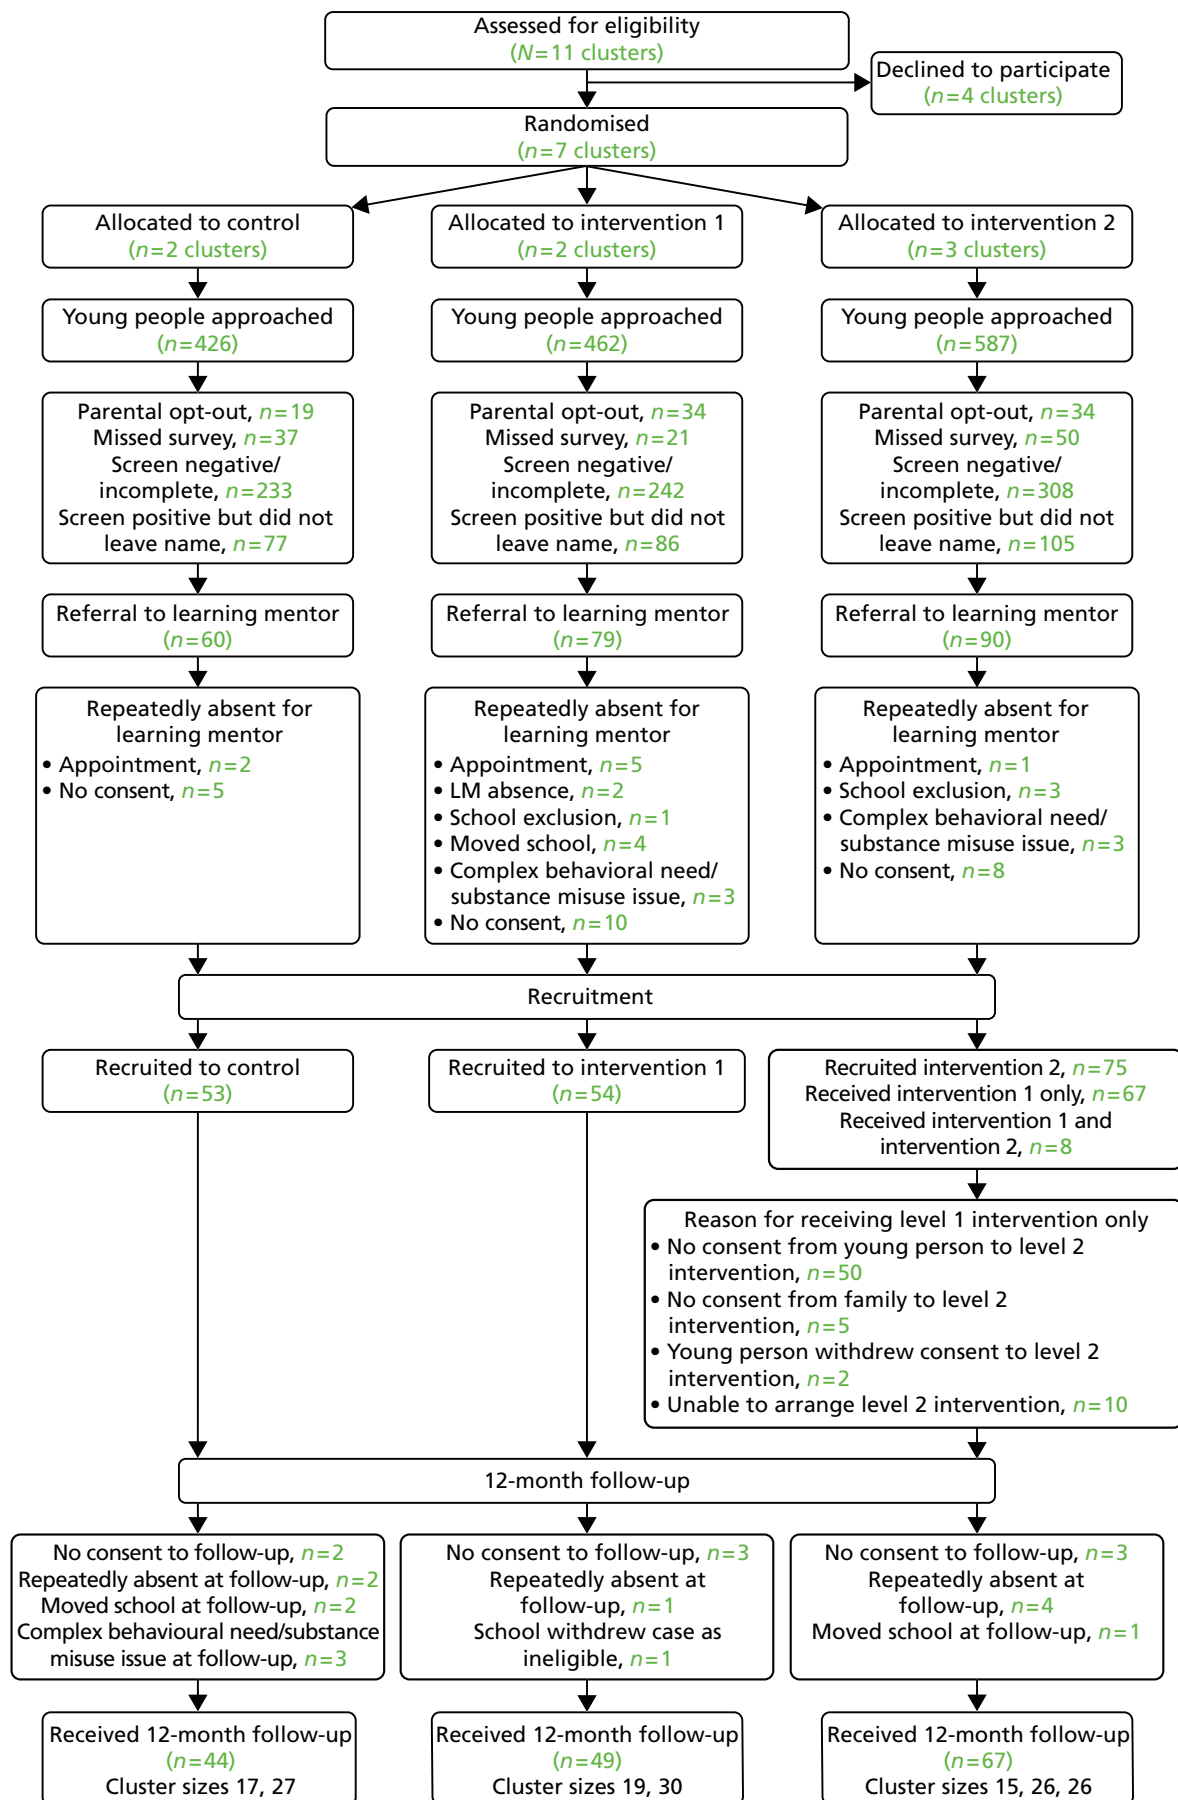 Assessed for eligibility
(N=11 clusters)
Declined to participate
(n=4 clusters)
Randomised
(n=7 clusters)
Allocated to control
(n=2 clusters)
Allocated to intervention 1
(n=2 clusters)
Allocated to intervention 2
(n=3 clusters)
Young people approached
(n=426)
Young people approached
(n=462)
Young people approached
(n=587)
Parental opt-out, n=19
Missed survey, n=37
Screen negative/
incomplete, n=233
Screen positive but did not
leave name, n=77
Parental opt-out, n=34
Missed survey, n=21
Screen negative/
incomplete, n=242
Screen positive but did not
leave name, n=86
Parental opt-out, n=34
Missed survey, n=50
Screen negative/
incomplete, n=308
Screen positive but did not
leave name, n=105
Referral to learning mentor
(n=60)
Referral to learning mentor
(n=79)
Referral to learning mentor
(n=90)
Repeatedly absent for
learning mentor
• Appointment, n=2
• No consent, n=5
Repeatedly absent for
learning mentor
• Appointment, n=5
• LM absence, n=2
• School exclusion, n=1
• Moved school, n=4
• Complex behavioral need/
substance misuse issue, n=3
• No consent, n=10
Repeatedly absent for
learning mentor
• Appointment, n=1
• School exclusion, n=3
• Complex behavioral need/
substance misuse issue, n=3
• No consent, n=8
Recruitment
Recruited to control
(n=53)
Recruited to intervention 1
(n=54)
Recruited intervention 2, n=75
Received intervention 1 only, n=67
Received intervention 1 and
intervention 2, n=8
Reason for receiving level 1 intervention only
• No consent from young person to level 2
intervention, n=50
• No consent from family to level 2
intervention, n=5
• Young person withdrew consent to level 2
intervention, n=2
• Unable to arrange level 2 intervention, n=10
12-month follow-up
No consent to follow-up, n=2
Repeatedly absent at follow-up, n=2
Moved school at follow-up, n=2
Complex behavioural need/substance
misuse issue at follow-up, n=3
No consent to follow-up, n=3
Repeatedly absent at
follow-up, n=1
School withdrew case as
ineligible, n=1
No consent to follow-up, n=3
Repeatedly absent at
follow-up, n=4
Moved school at follow-up, n=1
Received 12-month follow-up
(n=44)
Cluster sizes 17, 27
Received 12-month follow-up
(n=49)
Cluster sizes 19, 30
Received 12-month follow-up
(n=67)
Cluster sizes 15, 26, 26